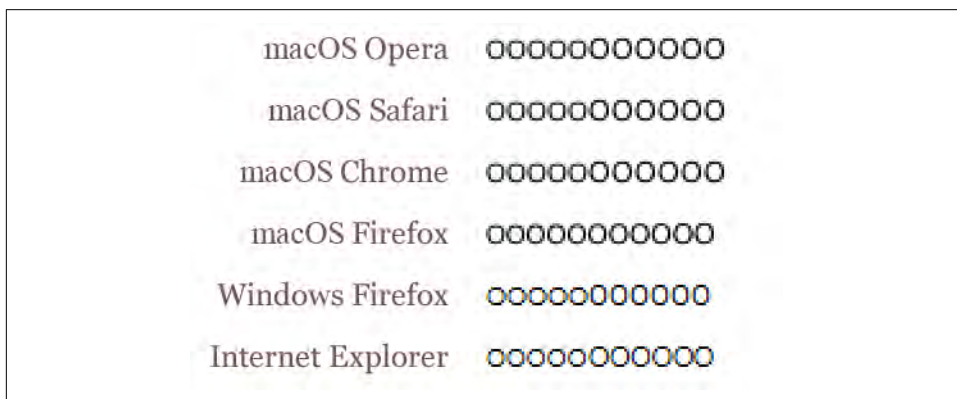 macOS Opera ooooooooooo
macOS Safari ooooooooooo
macOS Chrome ooooooooooo
macOS Firefox ooooooooooo
Windows Firefox ooooooooooo
Internet Explorer ooooooooooo